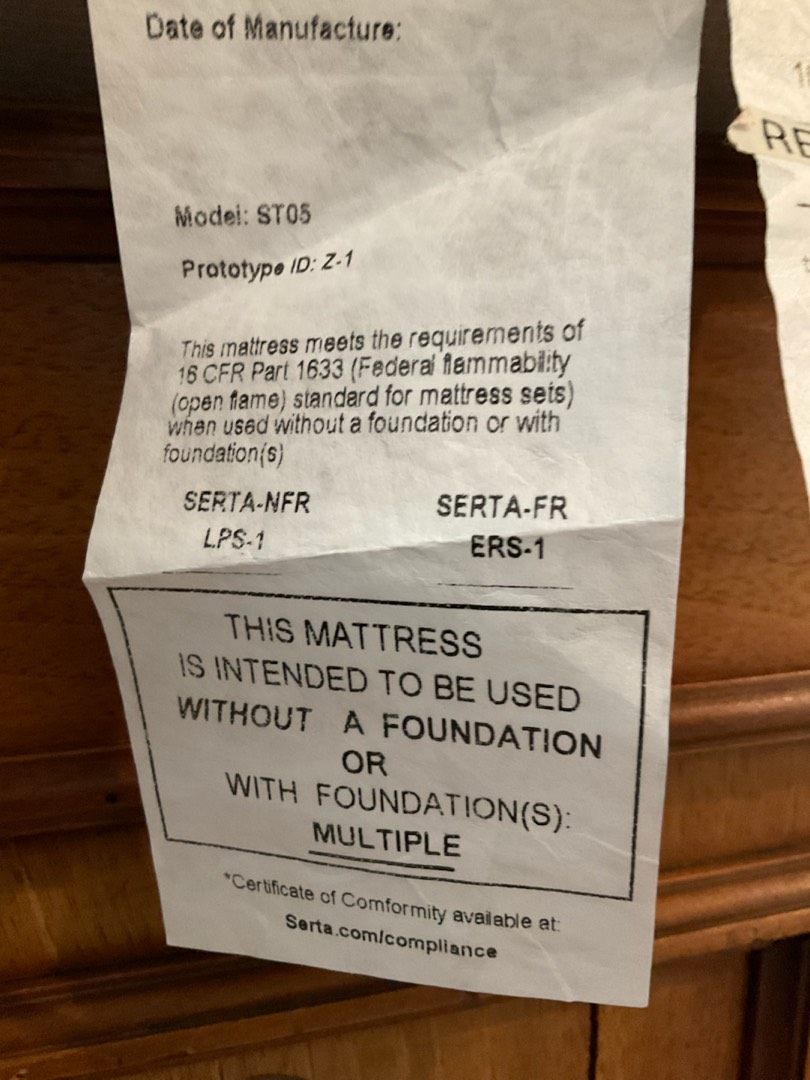 Date of Manufacture:
Model: ST05
Prototype ID: Z-1
This mattress meets the requirements of
16 CFR Part 1633 (Federal flammability
(open flame) standard for mattress sets)
when used without a foundation or with
foundation(s)
SERTA-NFR SERTA-FR
LPS-1 ERS-1
THIS MATTRESS
IS INTENDED TO BE USED
WITHOUT A FOUNDATION
OR
WITH FOUNDATION(S):
MULTIPLE
*Certificate of Conformity available at:
Serta.com/compliance